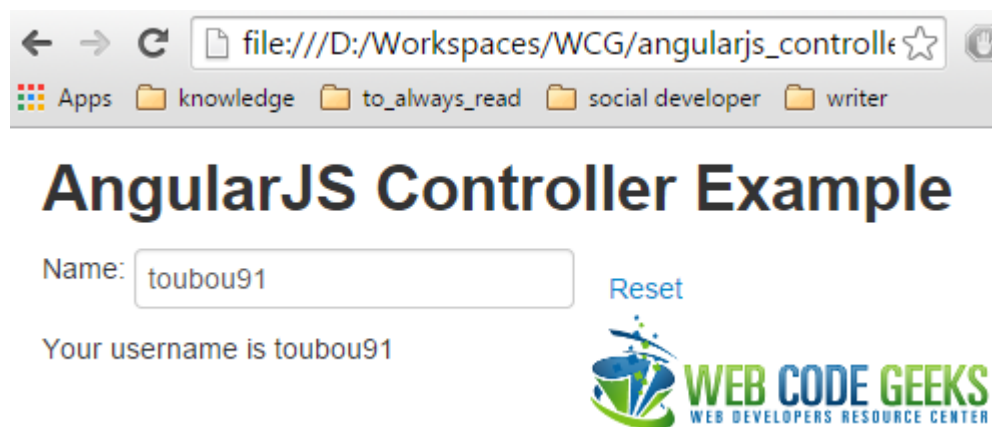 file:///D:/Workspaces/WCG/angularjs_controlle
Apps knowledge to_always_read social developer writer
AngularJS Controller Example
Name: toubou91
Reset
Your username is toubou91
WEB CODE GEEKS
WEB DEVELOPERS RESOURCE CENTER